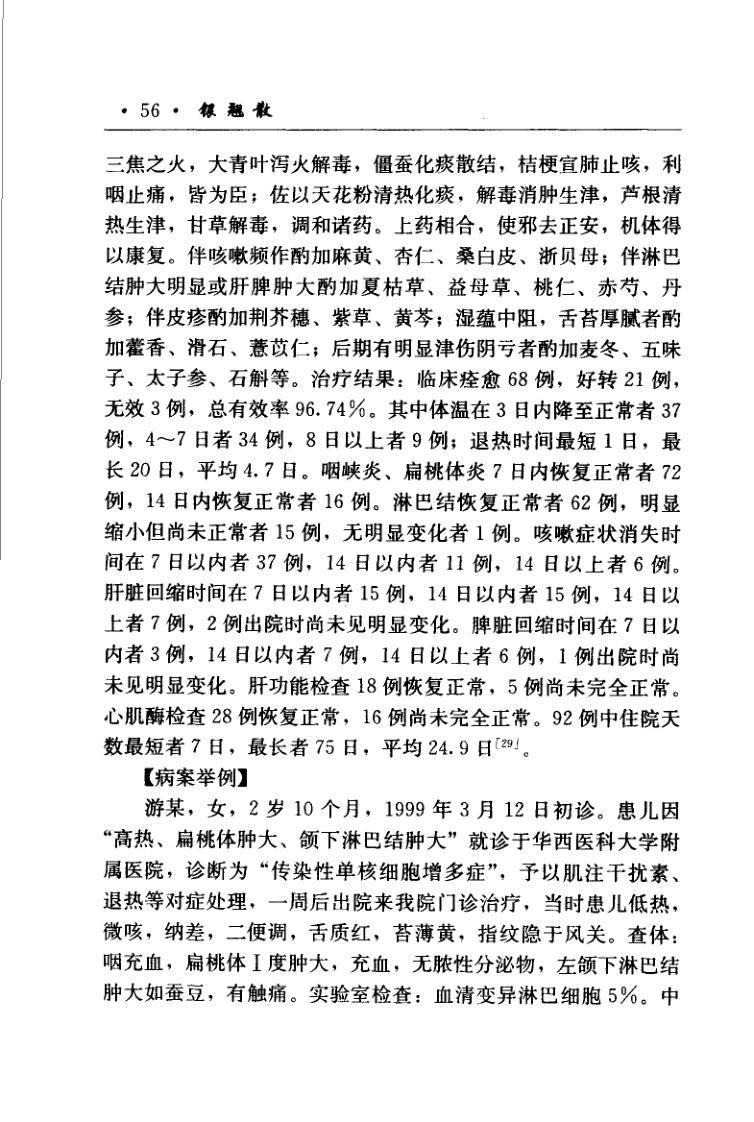 · 56 · 银翘散
三焦之火，大青叶泻火解毒，僵蚕化痰散结，桔梗宣肺止咳，利
咽止痛，皆为臣；佐以天花粉清热化痰，解毒消肿生津，芦根清
热生津，甘草解毒，调和诸药。上药相合，使邪去正安，机体得
以康复。伴咳嗽频作酌加麻黄、杏仁、桑白皮、浙贝母；伴淋巴
结肿大明显或肝脾肿大酌加夏枯草、益母草、桃仁、赤芍、丹
参；伴皮疹酌加荆芥穗、紫草、黄芩；湿蕴中阻，舌苔厚腻者酌
加藿香、滑石、薏苡仁；后期有明显津伤阴亏者酌加麦冬、五味
子、太子参、石斛等。治疗结果：临床痊愈 68 例，好转 21 例，
无效 3 例，总有效率 96.74%。其中体温在 3 日内降至正常者 37
例，4～7 日者 34 例，8 日以上者 9 例；退热时间最短 1 日，最
长 20 日，平均 4.7 日。咽峡炎、扁桃体炎 7 日内恢复正常者 72
例，14 日内恢复正常者 16 例。淋巴结恢复正常者 62 例，明显
缩小但尚未正常者 15 例，无明显变化者 1 例。咳嗽症状消失时
间在 7 日以内者 37 例，14 日以内者 11 例，14 日以上者 6 例。
肝脏回缩时间在 7 日以内者 15 例，14 日以内者 15 例，14 日以
上者 7 例，2 例出院时尚未见明显变化。脾脏回缩时间在 7 日以
内者 3 例，14 日以内者 7 例，14 日以上者 6 例，1 例出院时尚
未见明显变化。肝功能检查 18 例恢复正常，5 例尚未完全正常。
心肌酶检查 28 例恢复正常，16 例尚未完全正常。92 例中住院天
数最短者 7 日，最长者 75 日，平均 24.9 日[29]。
【病案举例】
游某，女，2 岁 10 个月，1999 年 3 月 12 日初诊。患儿因
“高热、扁桃体肿大、颌下淋巴结肿大”就诊于华西医科大学附
属医院，诊断为“传染性单核细胞增多症”，予以肌注干扰素、
退热等对症处理，一周后出院来我院门诊治疗，当时患儿低热，
微咳，纳差，二便调，舌质红，苔薄黄，指纹隐于风关。查体：
咽充血，扁桃体Ⅰ度肿大，充血，无脓性分泌物，左颌下淋巴结
肿大如蚕豆，有触痛。实验室检查：血清变异淋巴细胞 5%。中